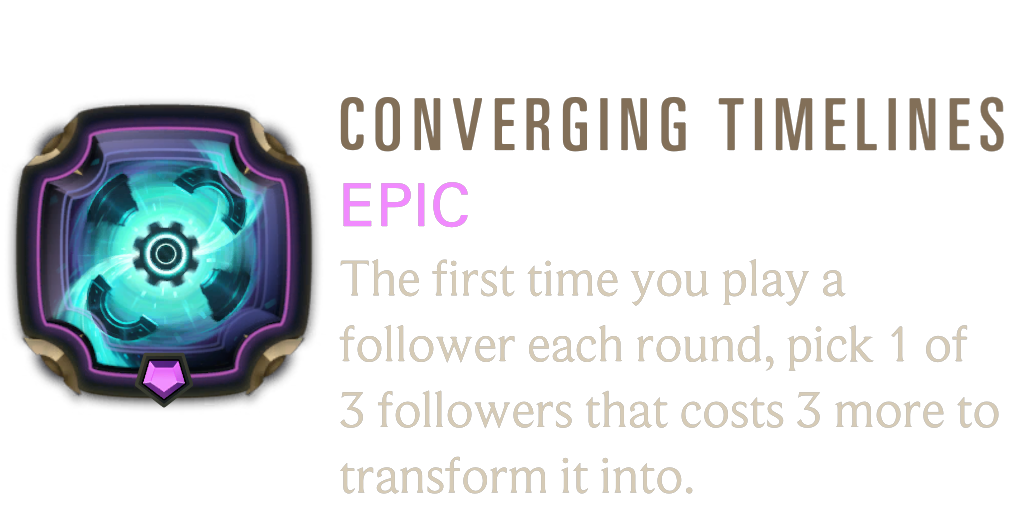 CONVERGING TIMELINES
EPIC
The first time you play a
follower each round, pick 1 of
3 followers that costs 3 more to
transform it into.